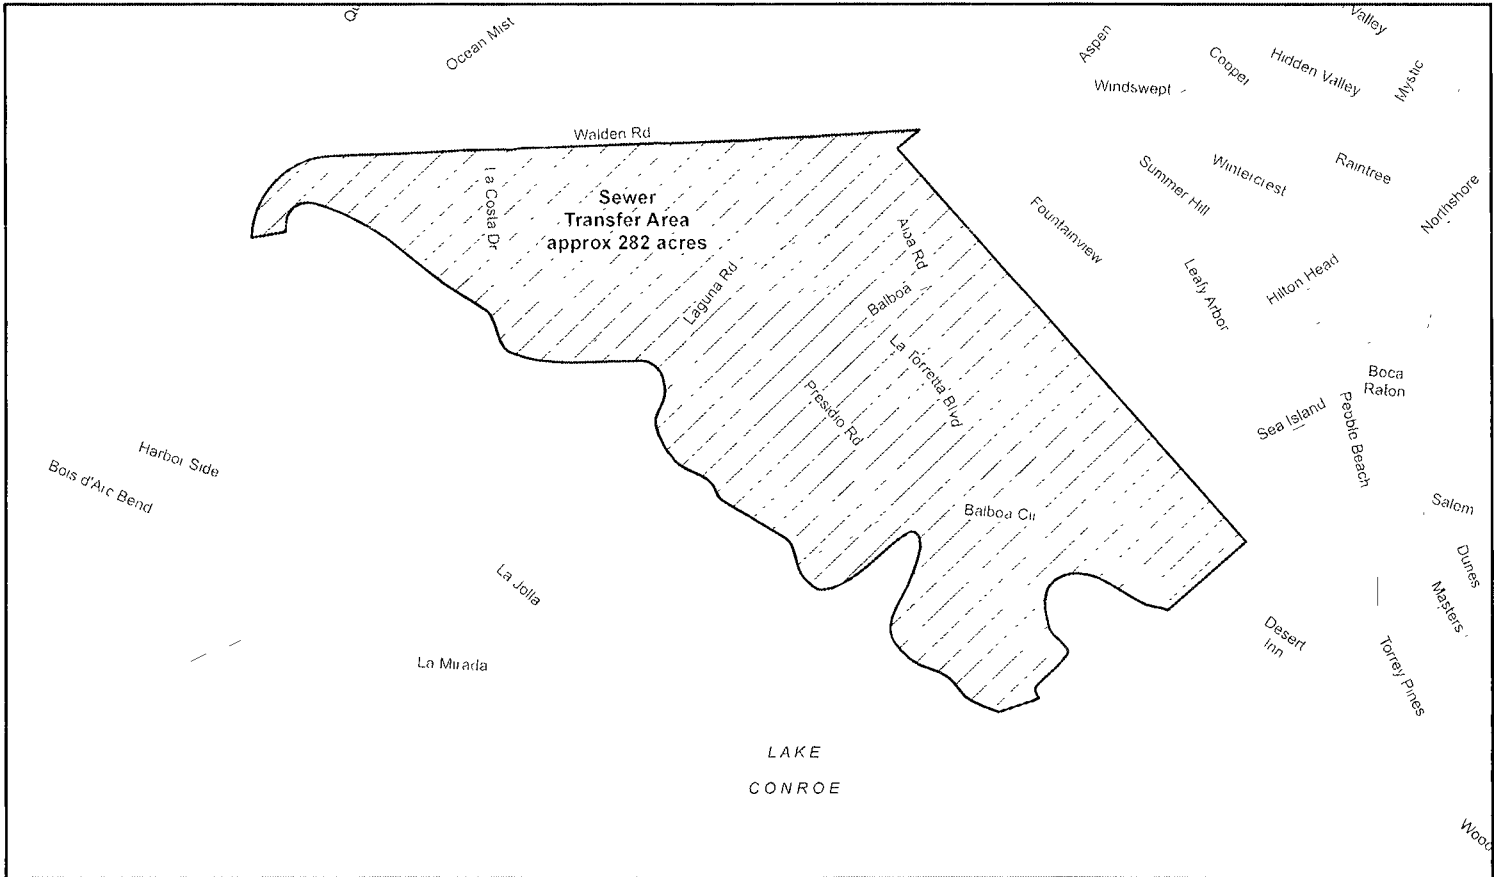 Ocean Mist
Aspen
Windswept
Cooper
Hidden Valley
Valley
Mystic
Walden Rd
La Costa Dr
Sewer
Transfer Area
approx 282 acres
Laguna Rd
Alba Rd
Balboa
La Torretta Blvd
Presidio Rd
Balboa Cir
Fountainview
Summer Hill
Wintercrest
Raintree
Northshore
Leafy Arbor
Hilton Head
Boca
Raton
Sea Island
Pebble Beach
Salem
Dunes
Masters
Desert
Inn
Torrey Pines
Harbor Side
Bois d'Arc Bend
La Jolla
La Mirada
LAKE
CONROE